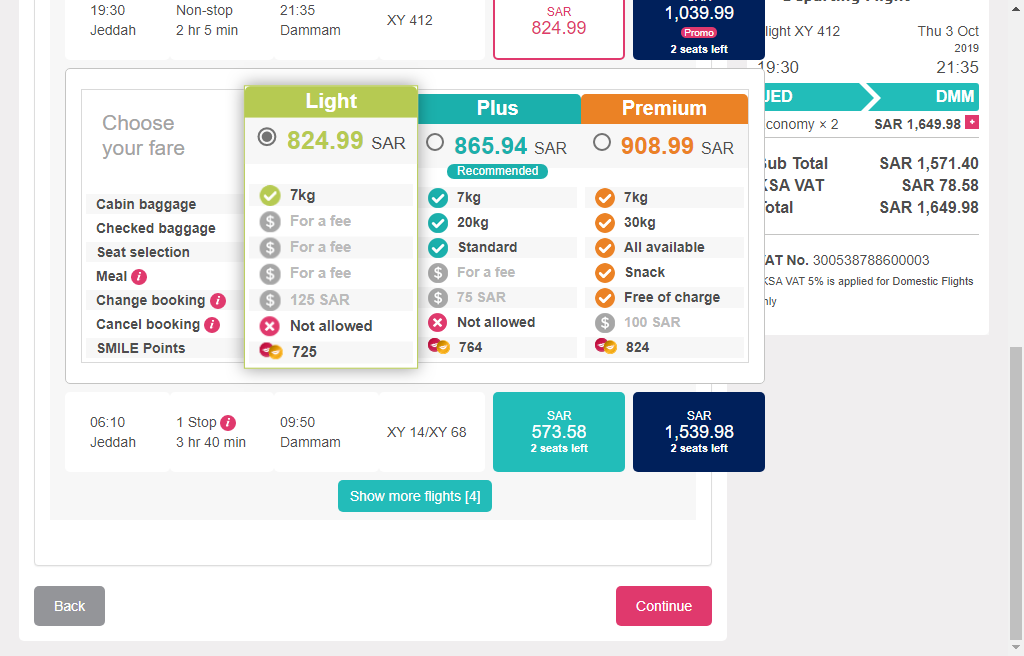 19:30
Jeddah
Non-stop
2 hr 5 min
21:35
Dammam
XY 412
SAR
824.99
1,039.99
Promo
2 seats left
light XY 412
Thu 3 Oct
2019
19:30
21:35
JED
DMM
conomy × 2
SAR 1,649.98
Sub Total
SAR 1,571.40
KSA VAT
SAR 78.58
Total
SAR 1,649.98
VAT No. 300538788600003
KSA VAT 5% is applied for Domestic Flights
nly
Choose
your fare
Cabin baggage
Checked baggage
Seat selection
Meal i
Change booking i
Cancel booking i
SMILE Points
Light
824.99 SAR
7kg
$ For a fee
$ For a fee
$ For a fee
$ 125 SAR
Not allowed
725
Plus
865.94 SAR
Recommended
7kg
20kg
Standard
$ For a fee
$ 75 SAR
Not allowed
764
Premium
908.99 SAR
7kg
30kg
All available
Snack
Free of charge
$ 100 SAR
824
06:10
Jeddah
1 Stop i
3 hr 40 min
09:50
Dammam
XY 14/XY 68
SAR
573.58
2 seats left
SAR
1,539.98
2 seats left
Show more flights [4]
Back
Continue